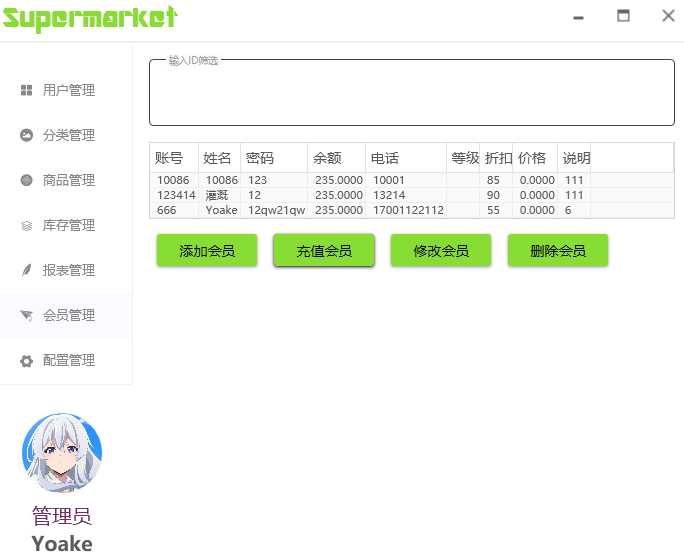 Supermarket
用户管理
分类管理
商品管理
库存管理
报表管理
会员管理
配置管理
管理员
Yoake
输入ID筛选
账号 姓名 密码 余额 电话 等级 折扣 价格 说明
10086 10086 123 235.0000 10001 85 0.0000 111
123414 灌溉 12 235.0000 13214 90 0.0000 111
666 Yoake 12qw21qw 235.0000 17001122112 55 0.0000 6
添加会员 充值会员 修改会员 删除会员